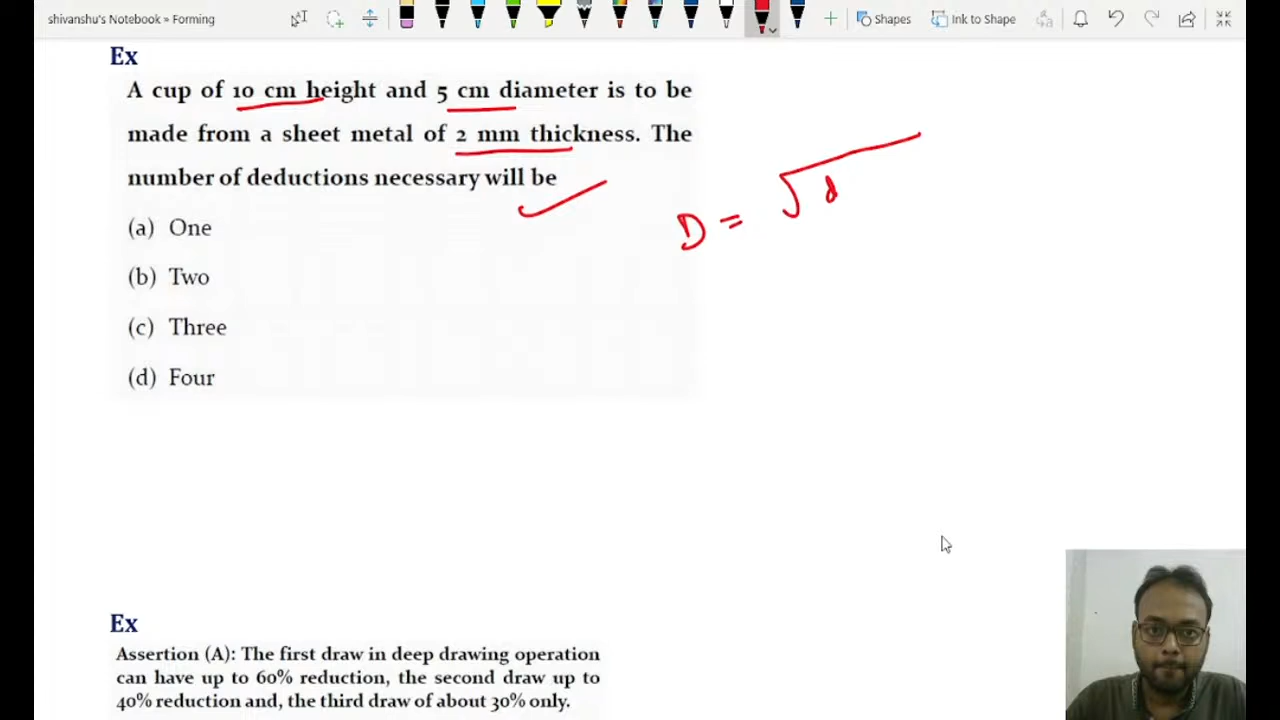 shivanshu's Notebook » Forming
Shapes
Ink to Shape
Ex
A cup of 10 cm height and 5 cm diameter is to be
made from a sheet metal of 2 mm thickness. The
number of deductions necessary will be
(a) One
(b) Two
(c) Three
(d) Four
D = √d
Ex
Assertion (A): The first draw in deep drawing operation
can have up to 60% reduction, the second draw up to
40% reduction and, the third draw of about 30% only.